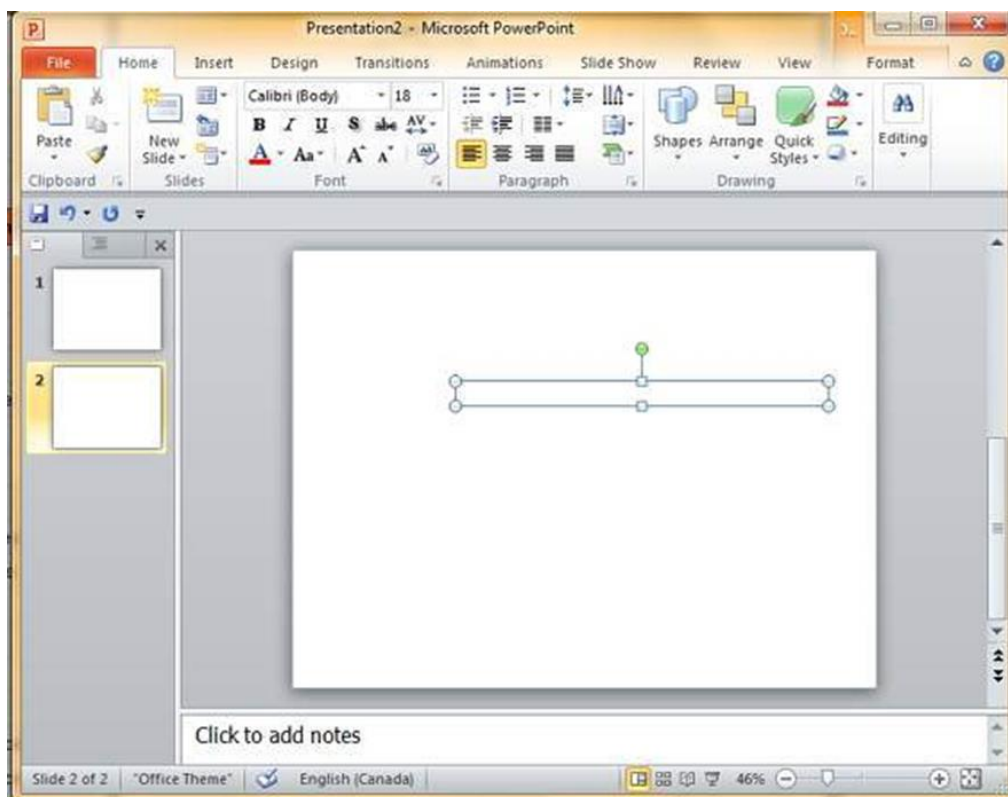 Presentation2 - Microsoft PowerPoint
File Home Insert Design Transitions Animations Slide Show Review View Format
Calibri (Body) 18
B I U S abc AV
A Aa A A
Paste
New Slide
Shapes Arrange Quick Styles
Editing
Clipboard Slides Font Paragraph Drawing
1
2
Click to add notes
Slide 2 of 2 "Office Theme" English (Canada) 46%